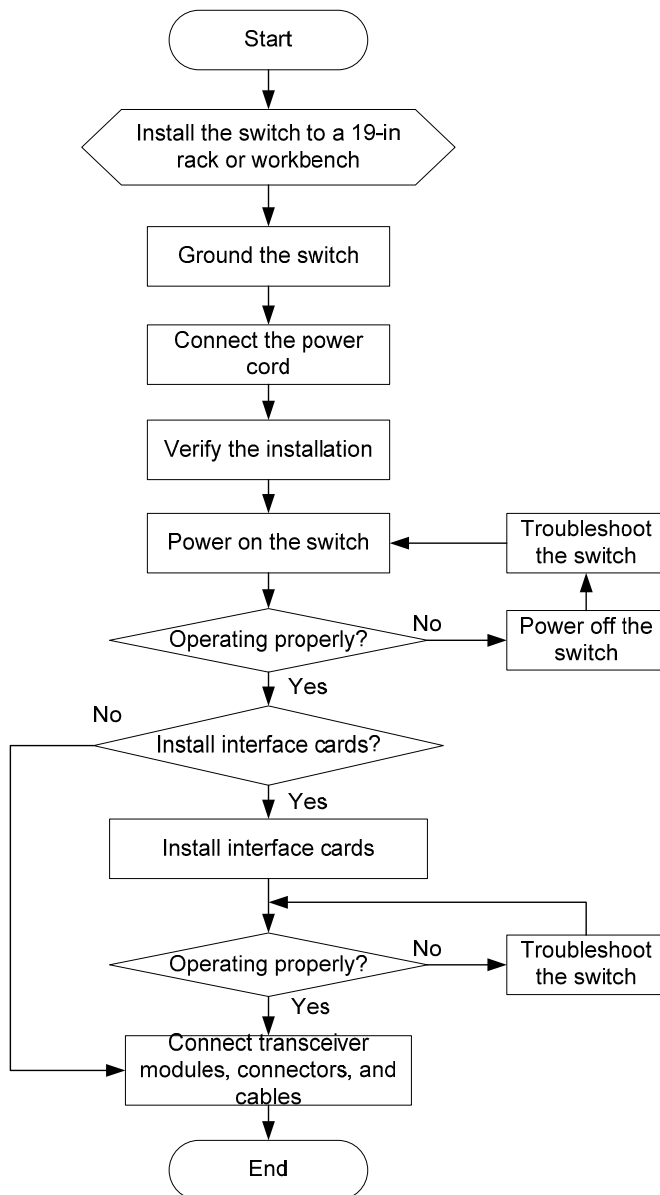 Start
Install the switch to a 19-in
rack or workbench
Ground the switch
Connect the power
cord
Verify the installation
Power on the switch
Troubleshoot
the switch
Operating properly?
No
Power off the
switch
Yes
No
Install interface cards?
Yes
Install interface cards
Operating properly?
No
Troubleshoot
the switch
Yes
Connect transceiver
modules, connectors, and
cables
End